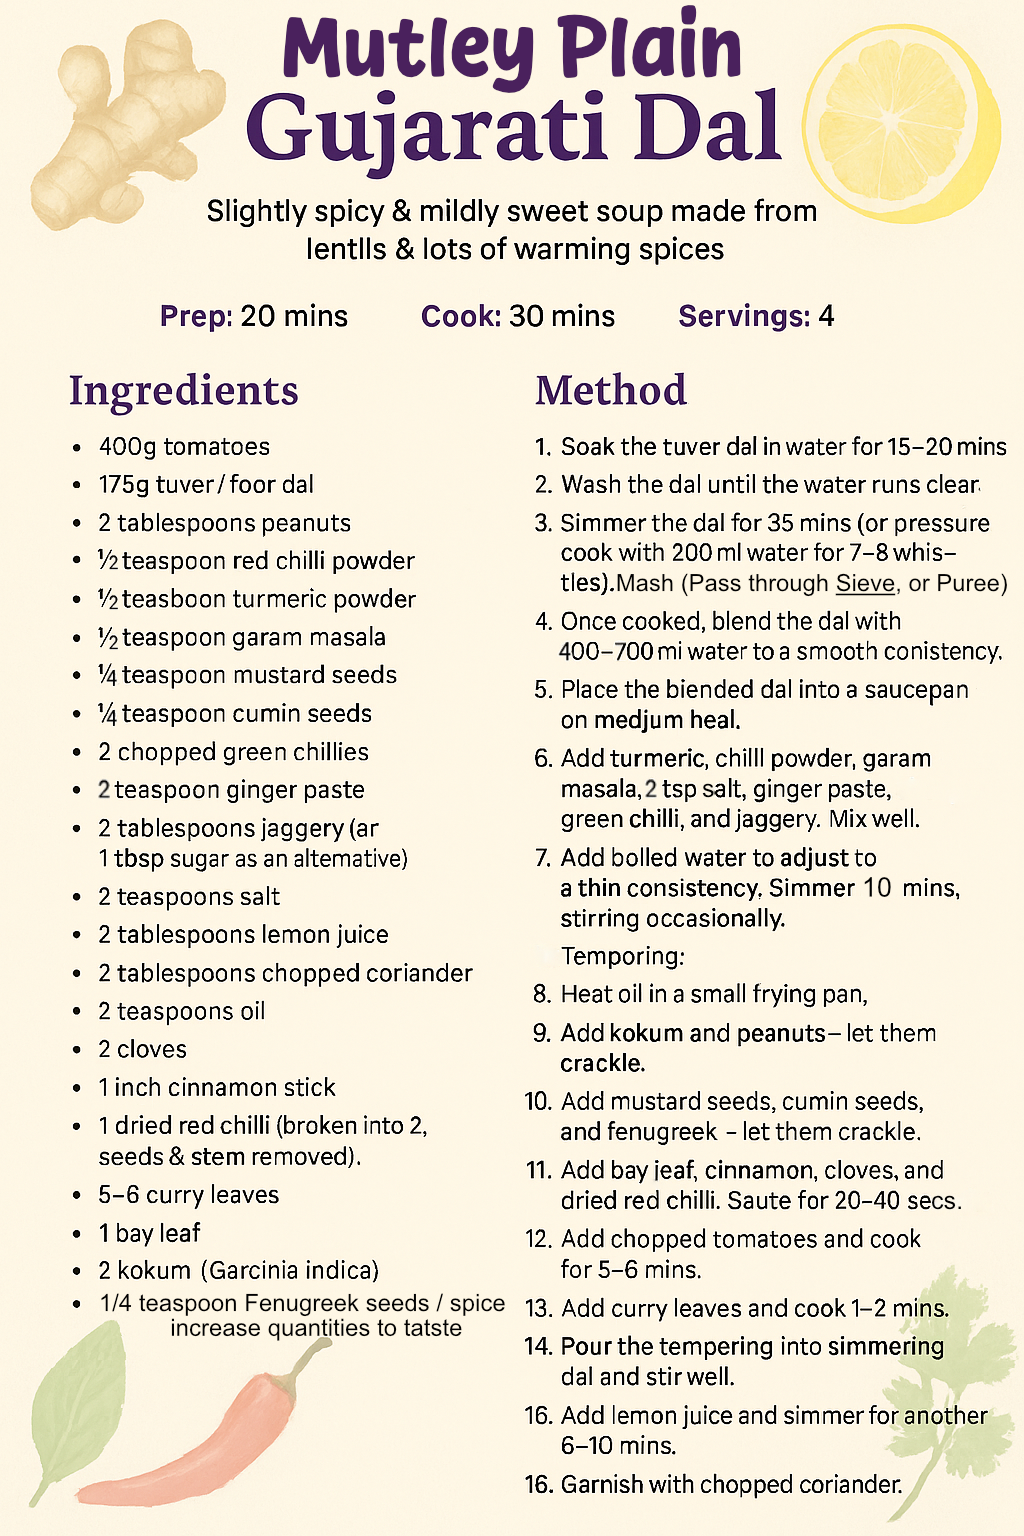 Mutley Plain
Gujarati Dal
Slightly spicy & mildly sweet soup made from
lentlls & lots of warming spices
Prep: 20 mins Cook: 30 mins Servings: 4
Ingredients
• 400g tomatoes
• 175g tuver/foor dal
• 2 tablespoons peanuts
• ½ teaspoon red chilli powder
• ½ teasboon turmeric powder
• ½ teaspoon garam masala
• ¼ teaspoon mustard seeds
• ¼ teaspoon cumin seeds
• 2 chopped green chillies
• 2 teaspoon ginger paste
• 2 tablespoons jaggery (ar
1 tbsp sugar as an altemative)
• 2 teaspoons salt
• 2 tablespoons lemon juice
• 2 tablespoons chopped coriander
• 2 teaspoons oil
• 2 cloves
• 1 inch cinnamon stick
• 1 dried red chilli (broken into 2,
seeds & stem removed).
• 5–6 curry leaves
• 1 bay leaf
• 2 kokum (Garcinia indica)
• 1/4 teaspoon Fenugreek seeds / spice
increase quantities to tatste
Method
1. Soak the tuver dal in water for 15–20 mins
2. Wash the dal until the water runs clear.
3. Simmer the dal for 35 mins (or pressure
cook with 200 ml water for 7–8 whis–
tles).Mash (Pass through Sieve, or Puree)
4. Once cooked, blend the dal with
400–700 mi water to a smooth conistency.
5. Place the biended dal into a saucepan
on medjum heal.
6. Add turmeric, chilll powder, garam
masala, 2 tsp salt, ginger paste,
green chilli, and jaggery. Mix well.
7. Add bolled water to adjust to
a thin consistency. Simmer 10 mins,
stirring occasionally.
Temporing:
8. Heat oil in a small frying pan,
9. Add kokum and peanuts– let them
crackle.
10. Add mustard seeds, cumin seeds,
and fenugreek - let them crackle.
11. Add bay jeaf, cinnamon, cloves, and
dried red chilli. Saute for 20–40 secs.
12. Add chopped tomatoes and cook
for 5–6 mins.
13. Add curry leaves and cook 1–2 mins.
14. Pour the tempering into simmering
dal and stir well.
16. Add lemon juice and simmer for another
6–10 mins.
16. Garnish with chopped coriander.